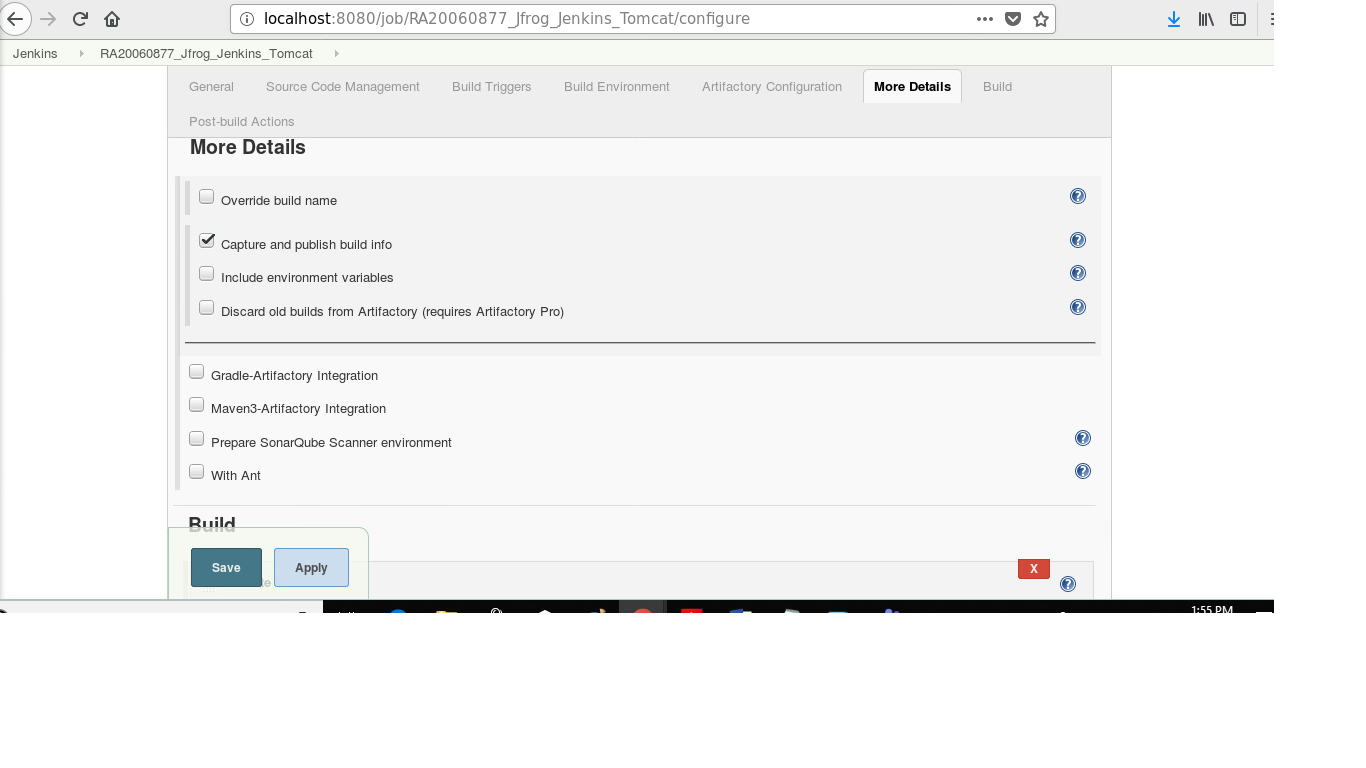 localhost:8080/job/RA20060877_Jfrog_Jenkins_Tomcat/configure
Jenkins RA20060877_Jfrog_Jenkins_Tomcat
General Source Code Management Build Triggers Build Environment Artifactory Configuration More Details Build
Post-build Actions
More Details
Override build name
Capture and publish build info
Include environment variables
Discard old builds from Artifactory (requires Artifactory Pro)
Gradle-Artifactory Integration
Maven3-Artifactory Integration
Prepare SonarQube Scanner environment
With Ant
Build
Save Apply X
1:55 PM